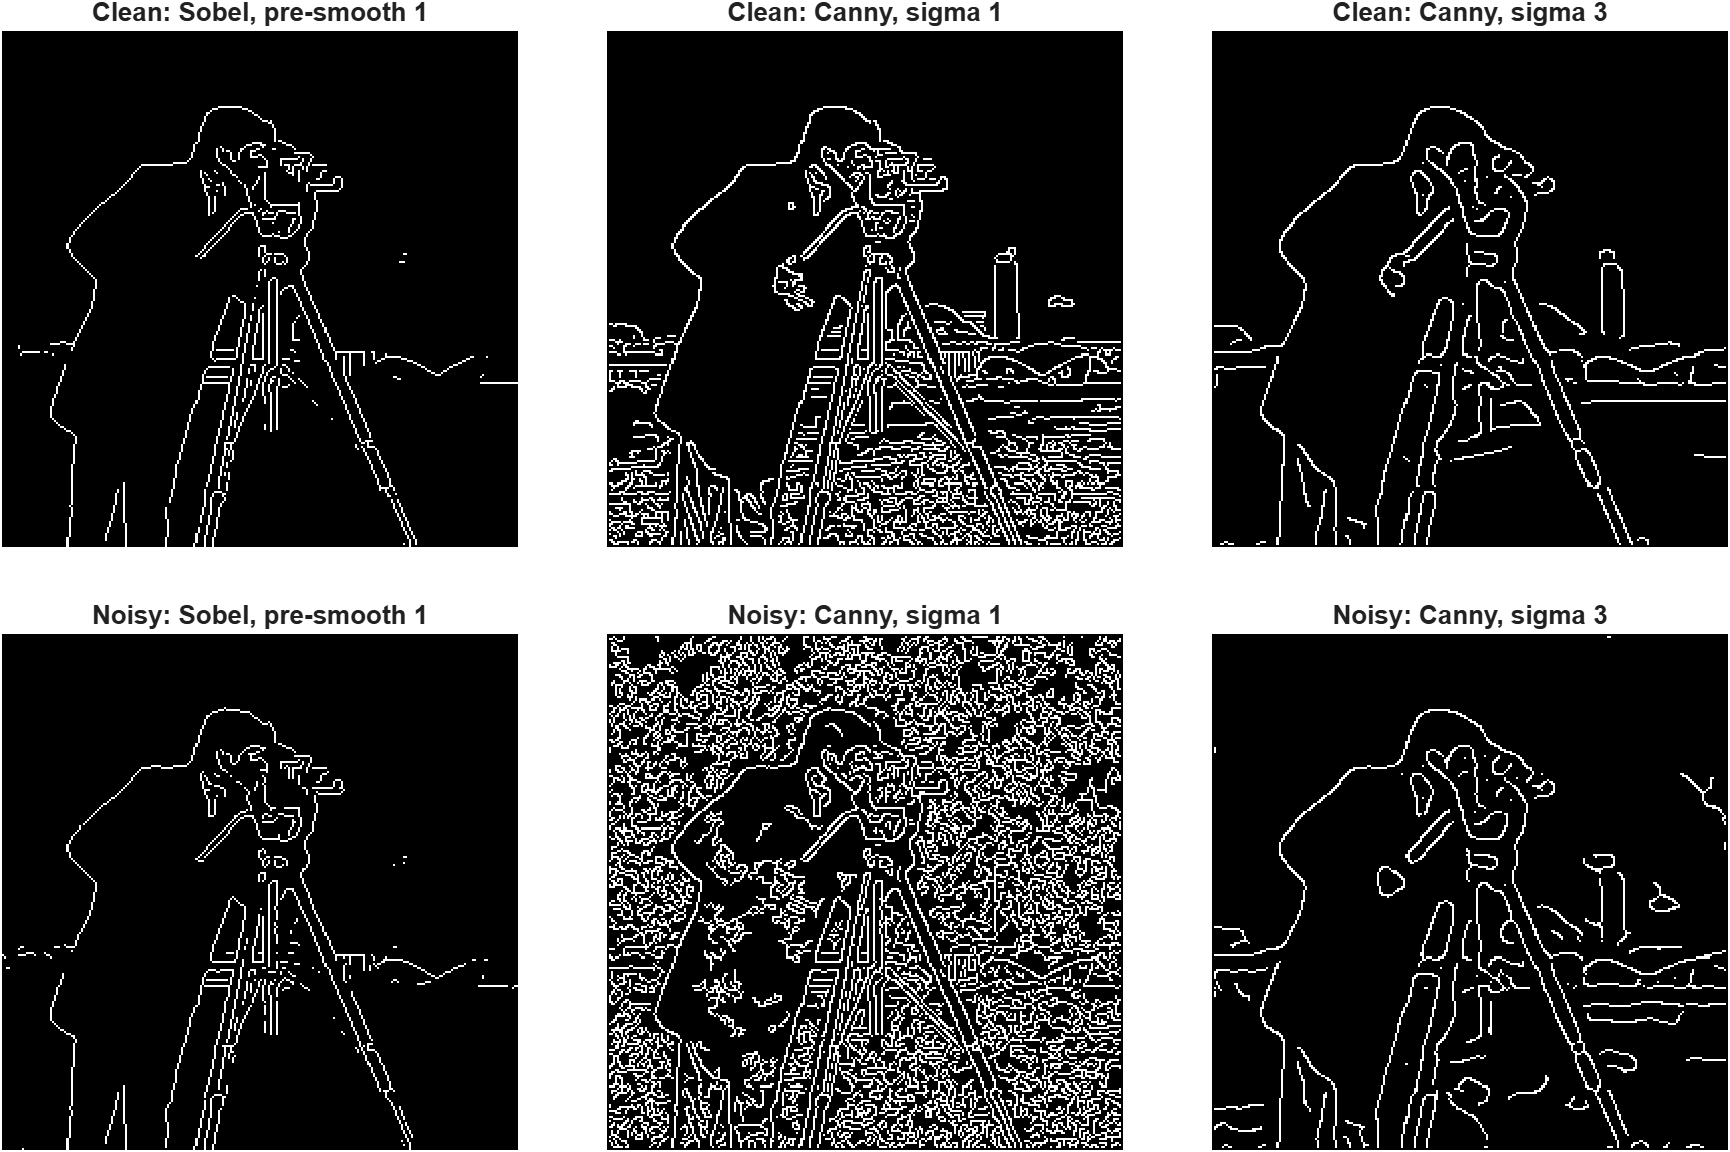 Clean: Sobel, pre-smooth 1
Clean: Canny, sigma 1
Clean: Canny, sigma 3
Noisy: Sobel, pre-smooth 1
Noisy: Canny, sigma 1
Noisy: Canny, sigma 3